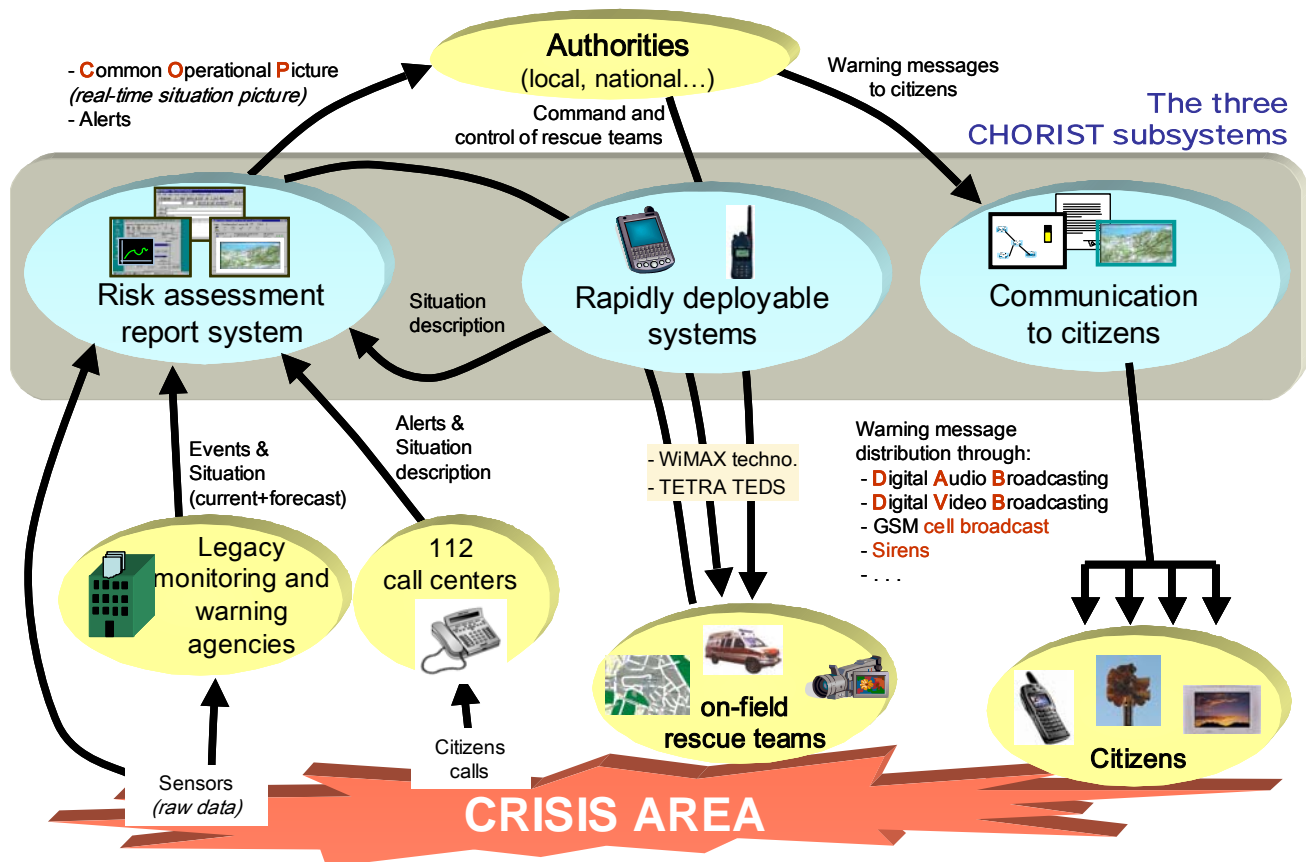 Authorities
(local, national…)
- Common Operational Picture
(real-time situation picture)
- Alerts
Command and
control of rescue teams
Warning messages
to citizens
The three
CHORIST subsystems
Risk assessment
report system
Situation
description
Rapidly deployable
systems
Communication
to citizens
Events &
Situation
(current+forecast)
Alerts &
Situation
description
- WiMAX techno.
- TETRA TEDS
Warning message
distribution through:
- Digital Audio Broadcasting
- Digital Video Broadcasting
- GSM cell broadcast
- Sirens
- . . .
Legacy
monitoring and
warning
agencies
112
call centers
on-field
rescue teams
Citizens
Sensors
(raw data)
Citizens
calls
CRISIS AREA